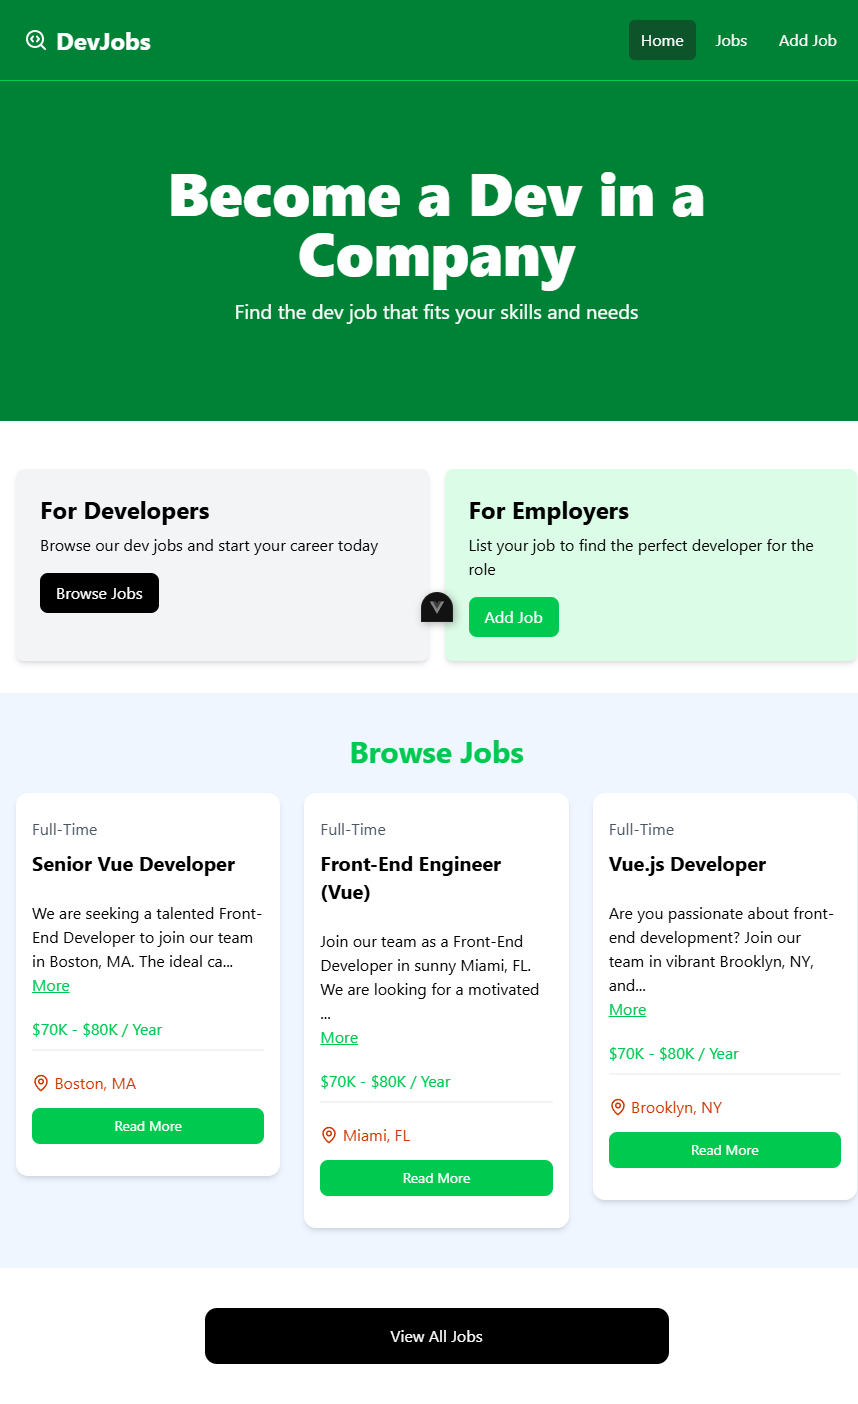 DevJobs
Home Jobs Add Job
Become a Dev in a
Company
Find the dev job that fits your skills and needs
For Developers
Browse our dev jobs and start your career today
Browse Jobs
For Employers
List your job to find the perfect developer for the
role
Add Job
Browse Jobs
Full-Time
Senior Vue Developer
We are seeking a talented Front-
End Developer to join our team
in Boston, MA. The ideal ca...
More
$70K - $80K / Year
Boston, MA
Read More
Full-Time
Front-End Engineer
(Vue)
Join our team as a Front-End
Developer in sunny Miami, FL.
We are looking for a motivated
...
More
$70K - $80K / Year
Miami, FL
Read More
Full-Time
Vue.js Developer
Are you passionate about front-
end development? Join our
team in vibrant Brooklyn, NY,
and...
More
$70K - $80K / Year
Brooklyn, NY
Read More
View All Jobs